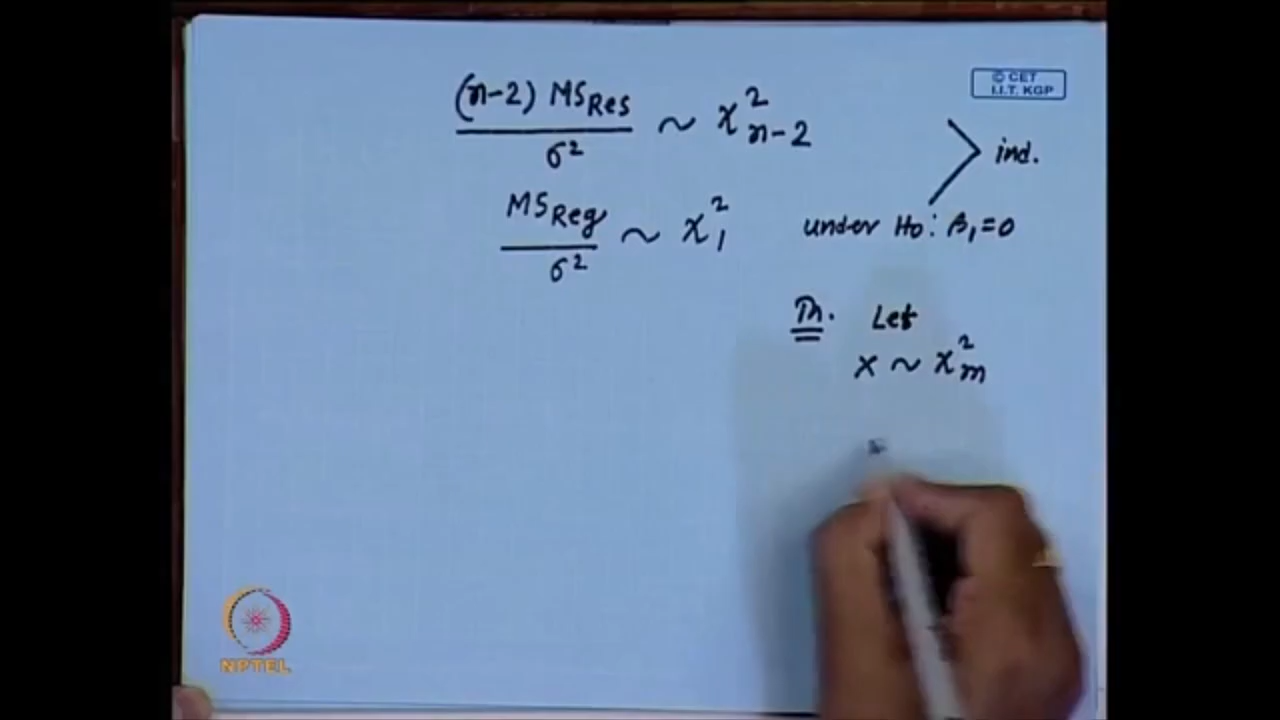 © CET
I.I.T. KGP
(n-2) MS_Res / σ² ~ χ²_{n-2}
ind.
MS_Reg / σ² ~ χ²_1 under H₀: β₁=0
Th. Let
X ~ χ²_m
NPTEL